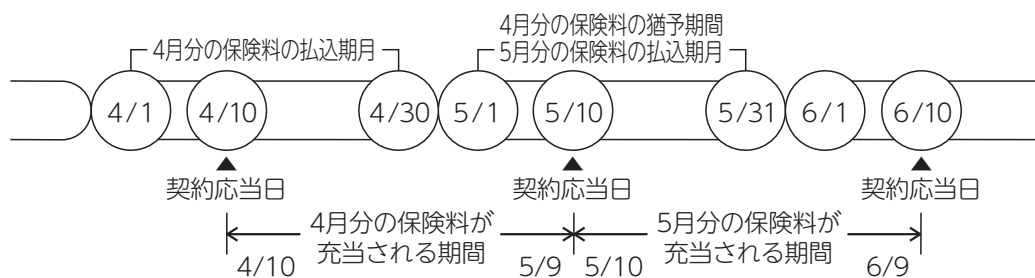 4月分の保険料の払込期月
4月分の保険料の猶予期間
5月分の保険料の払込期月
4/1
4/10
4/30
5/1
5/10
5/31
6/1
6/10
契約応当日
契約応当日
契約応当日
4月分の保険料が
充当される期間
5月分の保険料が
充当される期間
4/10
5/9
5/10
6/9